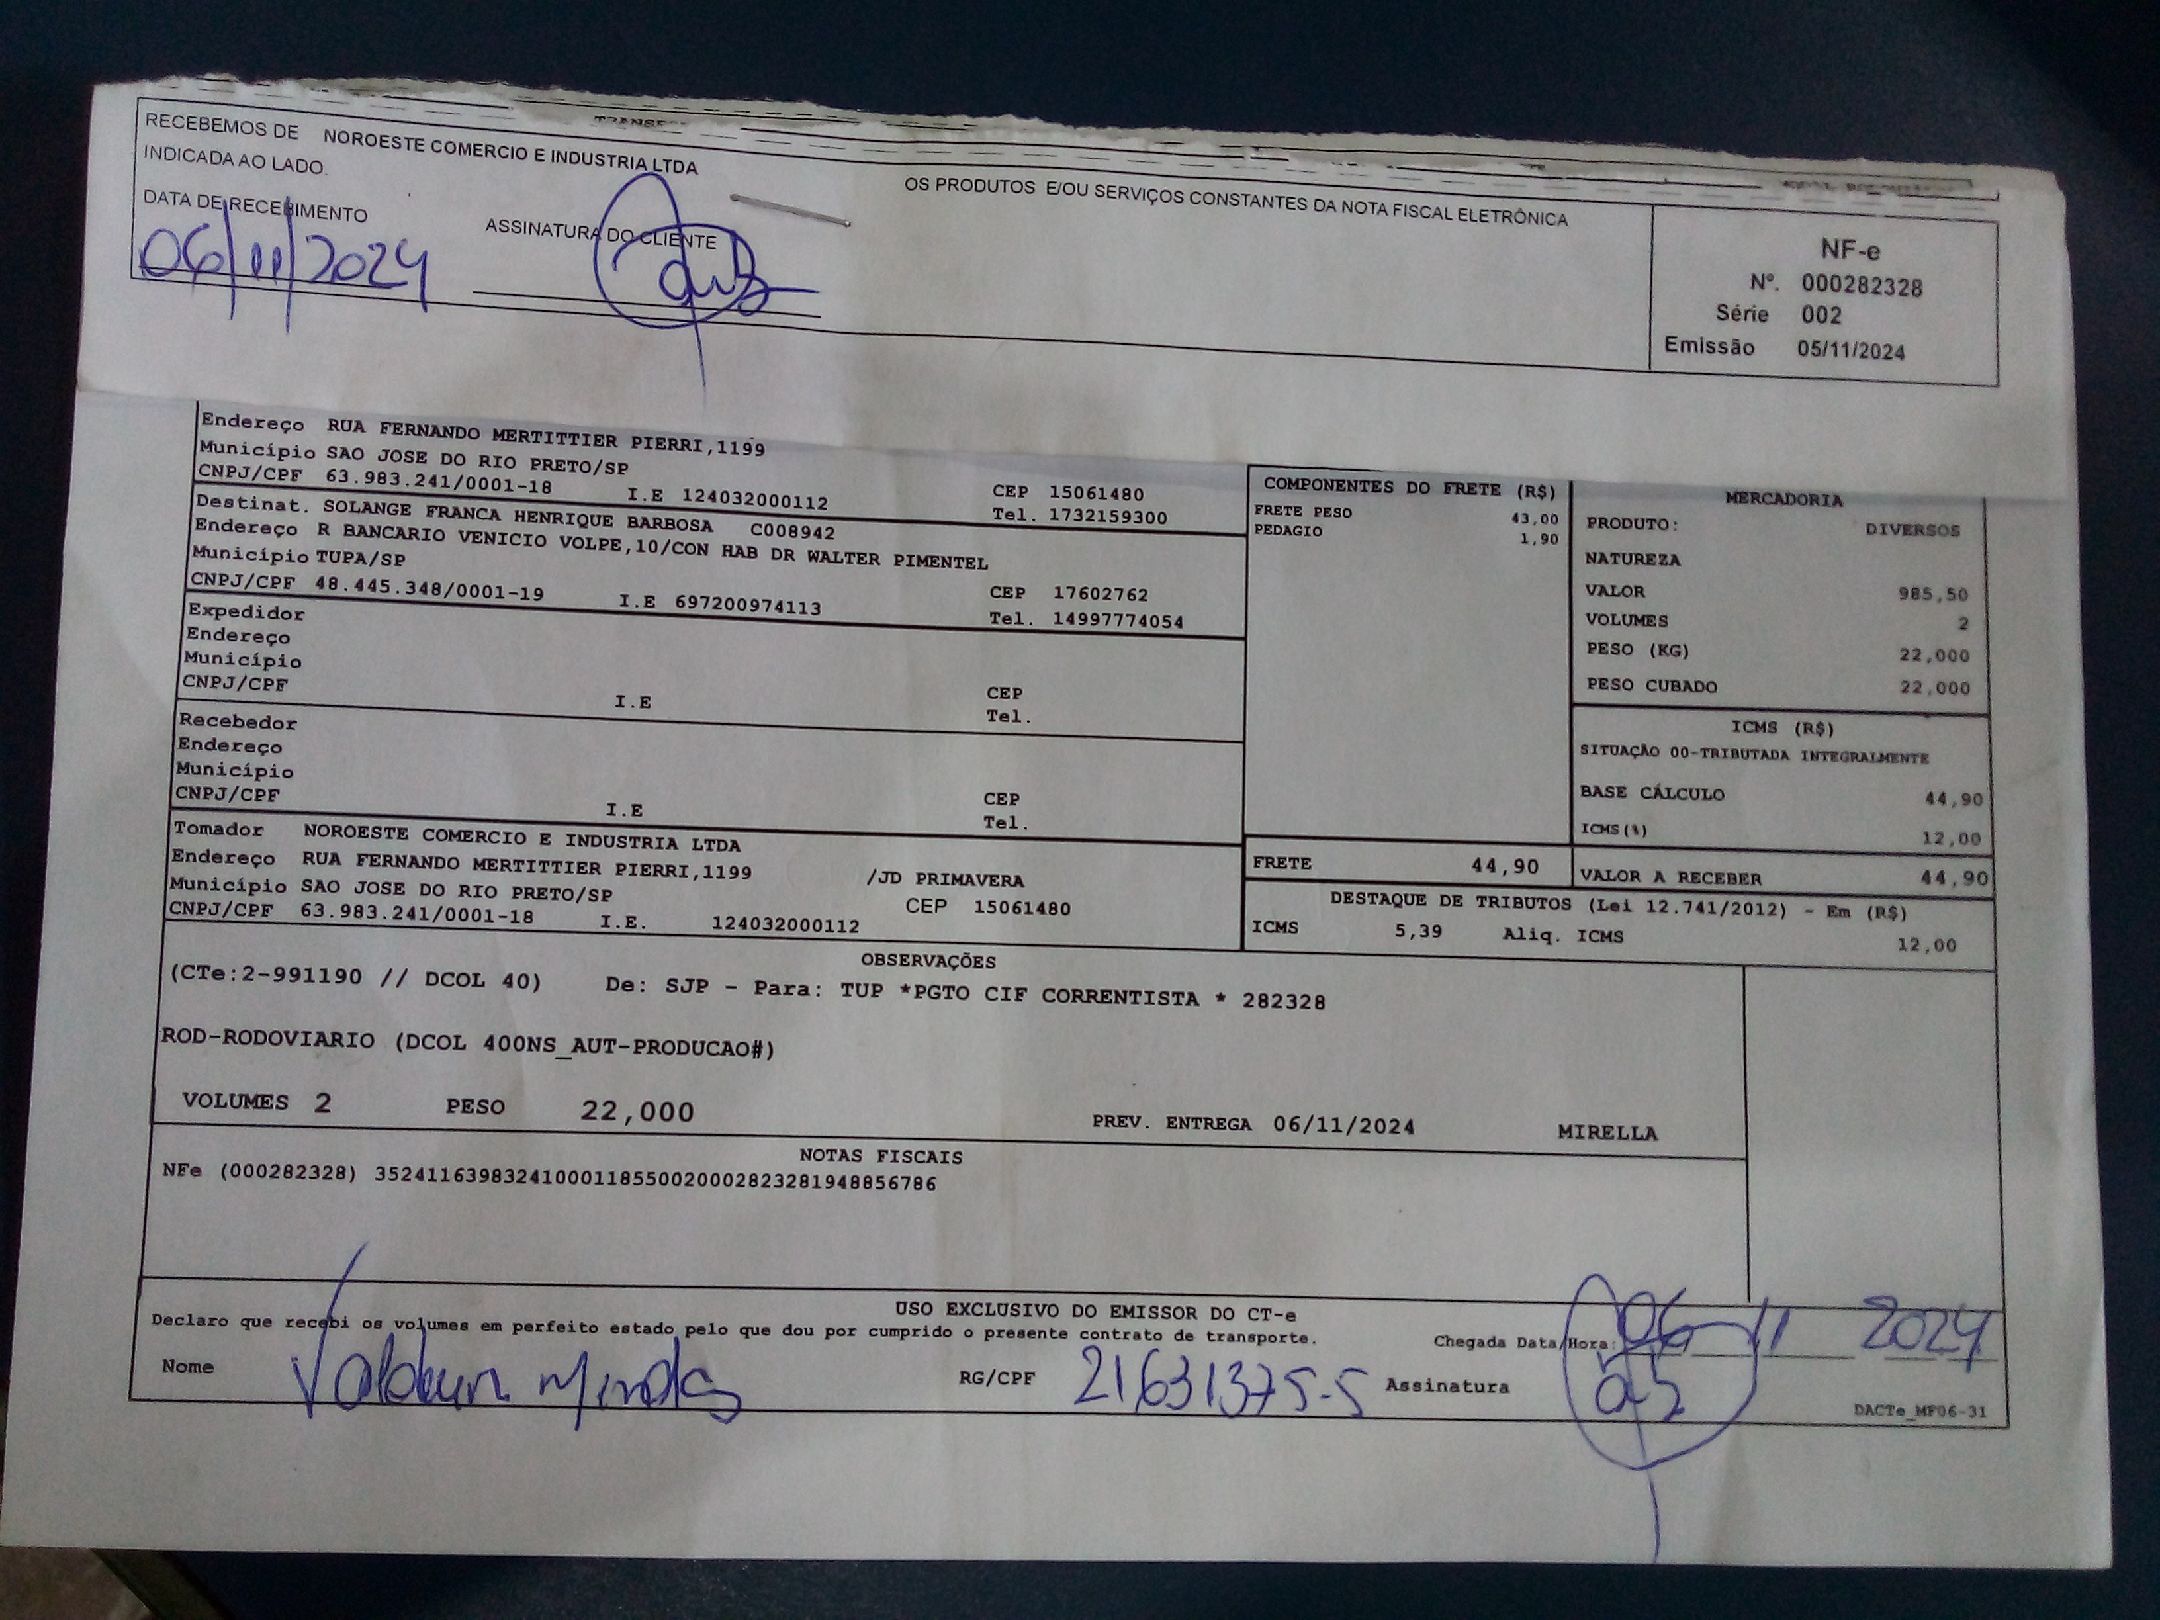 RECEBEMOS DE NOROESTE COMERCIO E INDUSTRIA LTDA OS PRODUTOS E/OU SERVIÇOS CONSTANTES DA NOTA FISCAL ELETRÔNICA
INDICADA AO LADO.
DATA DE RECEBIMENTO ASSINATURA DO CLIENTE
06/11/2024
NF-e
Nº. 000282328
Série 002
Emissão 05/11/2024
Endereço RUA FERNANDO MERTITTIER PIERRI,1199
Município SAO JOSE DO RIO PRETO/SP CEP 15061480
CNPJ/CPF 63.983.241/0001-18 I.E 124032000112 Tel. 1732159300
Destinat. SOLANGE FRANCA HENRIQUE BARBOSA C008942
Endereço R BANCARIO VENICIO VOLPE,10/CON HAB DR WALTER PIMENTEL
Município TUPA/SP CEP 17602762
CNPJ/CPF 48.445.348/0001-19 I.E 697200974113 Tel. 14997774054
Expedidor
Endereço
Município CEP
CNPJ/CPF I.E Tel.
Recebedor
Endereço
Município CEP
CNPJ/CPF I.E Tel.
Tomador NOROESTE COMERCIO E INDUSTRIA LTDA
Endereço RUA FERNANDO MERTITTIER PIERRI,1199 /JD PRIMAVERA
Município SAO JOSE DO RIO PRETO/SP CEP 15061480
CNPJ/CPF 63.983.241/0001-18 I.E. 124032000112
COMPONENTES DO FRETE (R$)
FRETE PESO 43,00
PEDAGIO 1,90
FRETE 44,90
MERCADORIA
PRODUTO: DIVERSOS
NATUREZA
VALOR 985,50
VOLUMES 2
PESO (KG) 22,000
PESO CUBADO 22,000
ICMS (R$)
SITUAÇÃO 00-TRIBUTADA INTEGRALMENTE
BASE CÁLCULO 44,90
ICMS(%) 12,00
VALOR A RECEBER 44,90
DESTAQUE DE TRIBUTOS (Lei 12.741/2012) - Em (R$)
ICMS 5,39 Aliq. ICMS 12,00
OBSERVAÇÕES
(CTe:2-991190 // DCOL 40) De: SJP - Para: TUP *PGTO CIF CORRENTISTA * 282328
ROD-RODOVIARIO (DCOL 400NS_AUT-PRODUCAO#)
VOLUMES 2 PESO 22,000 PREV. ENTREGA 06/11/2024 MIRELLA
NOTAS FISCAIS
NFe (000282328) 35241163983241000118550020002823281948856786
USO EXCLUSIVO DO EMISSOR DO CT-e
Declaro que recebi os volumes em perfeito estado pelo que dou por cumprido o presente contrato de transporte. Chegada Data/Hora: 06 11 2024
Nome RG/CPF 21631375-5 Assinatura
DACTe_MF06-31